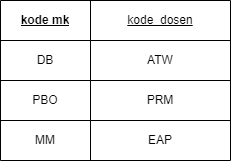 kode mk kode_dosen
DB ATW
PBO PRM
MM EAP